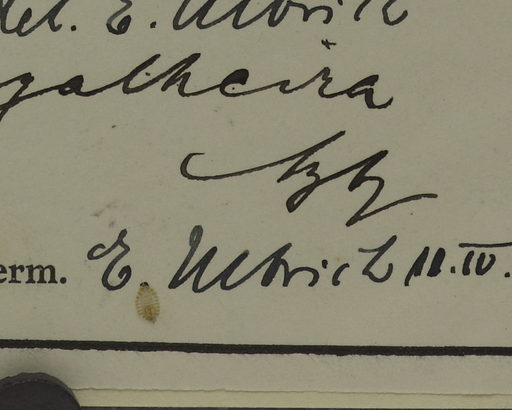 det. E. Ulbrich
galheira
erm. E. Ulbrich 11.IV.